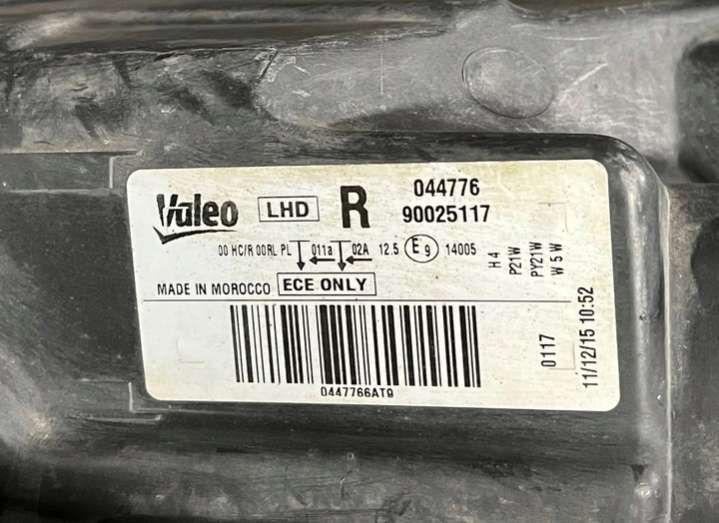 Valeo LHD R 044776
90025117
00 HC/R 00RL PL 011a 02A 12.5 E9 14005
MADE IN MOROCCO ECE ONLY
H4
P21W
PY21W
W5W
0117
11/12/15 10:52
0447766AT9